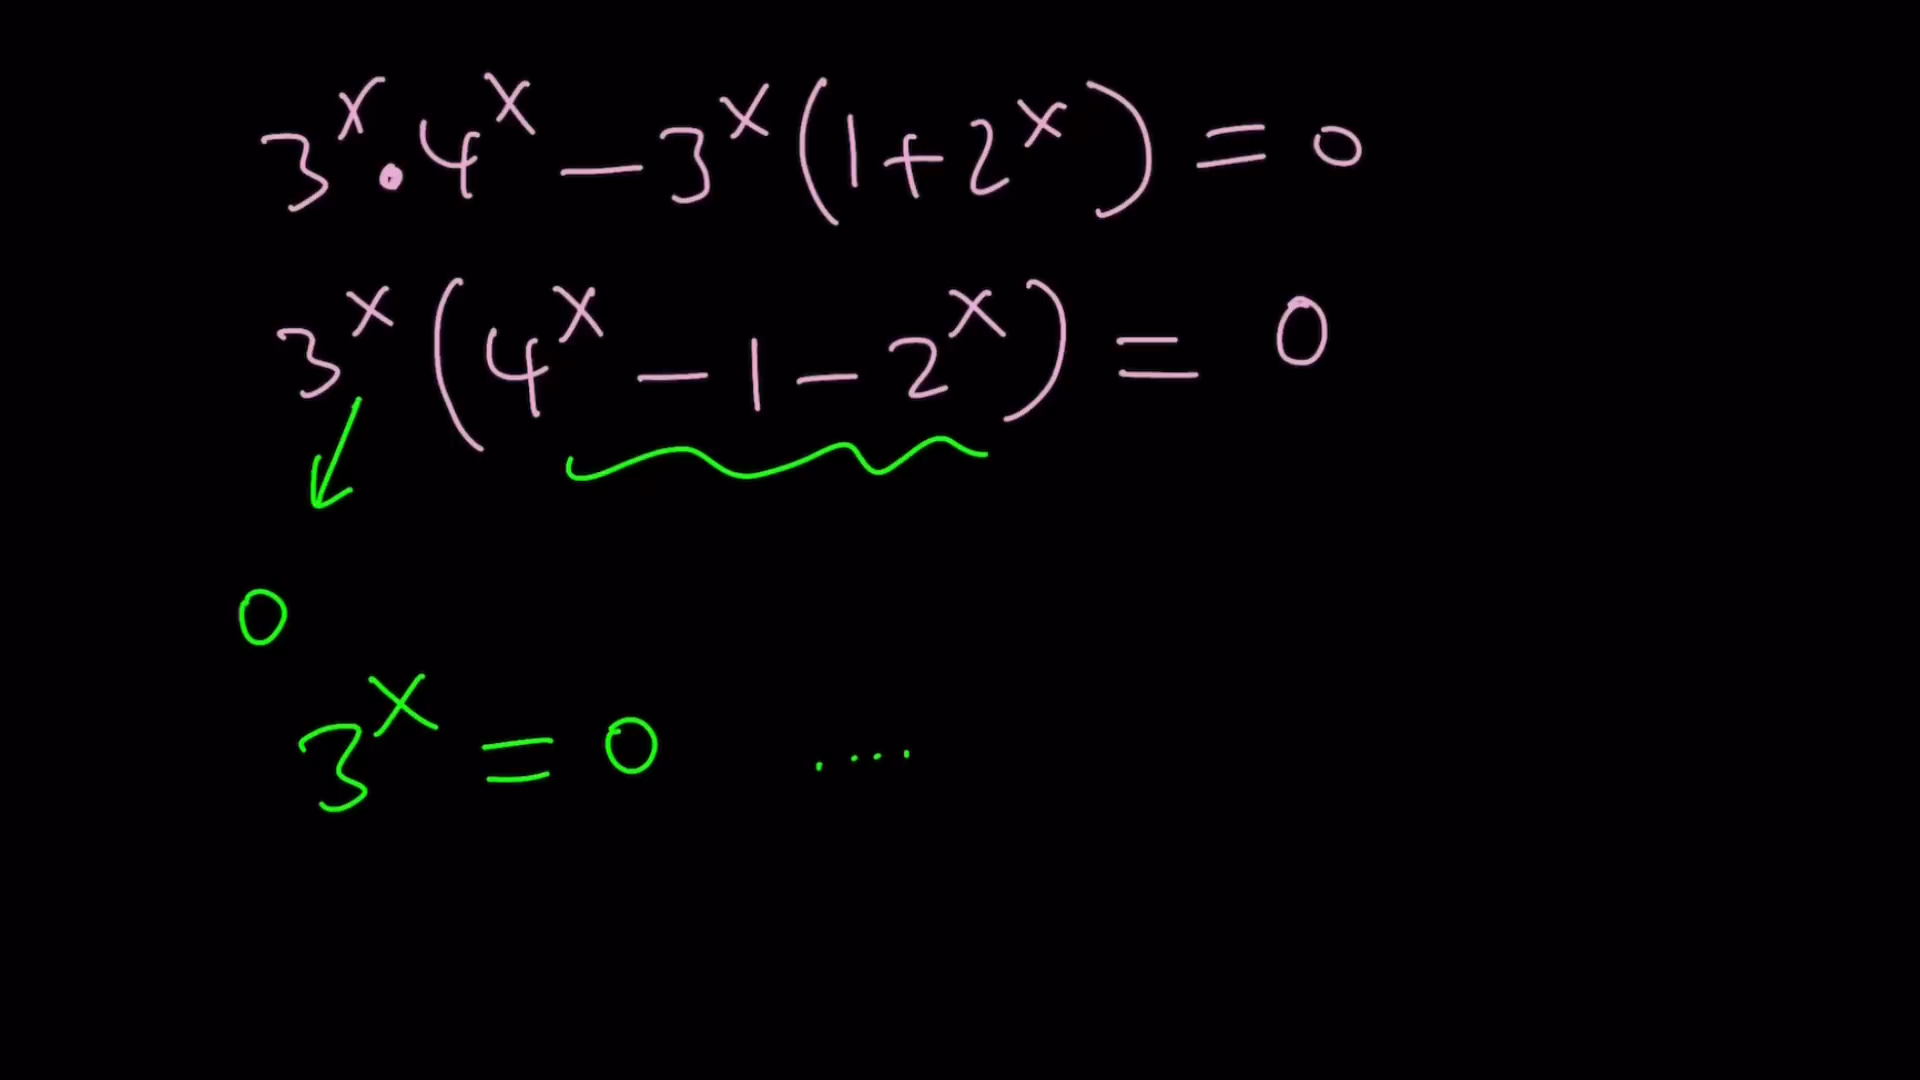 3^x · 4^x − 3^x (1 + 2^x) = 0
3^x (4^x − 1 − 2^x) = 0
0
3^x = 0 ....